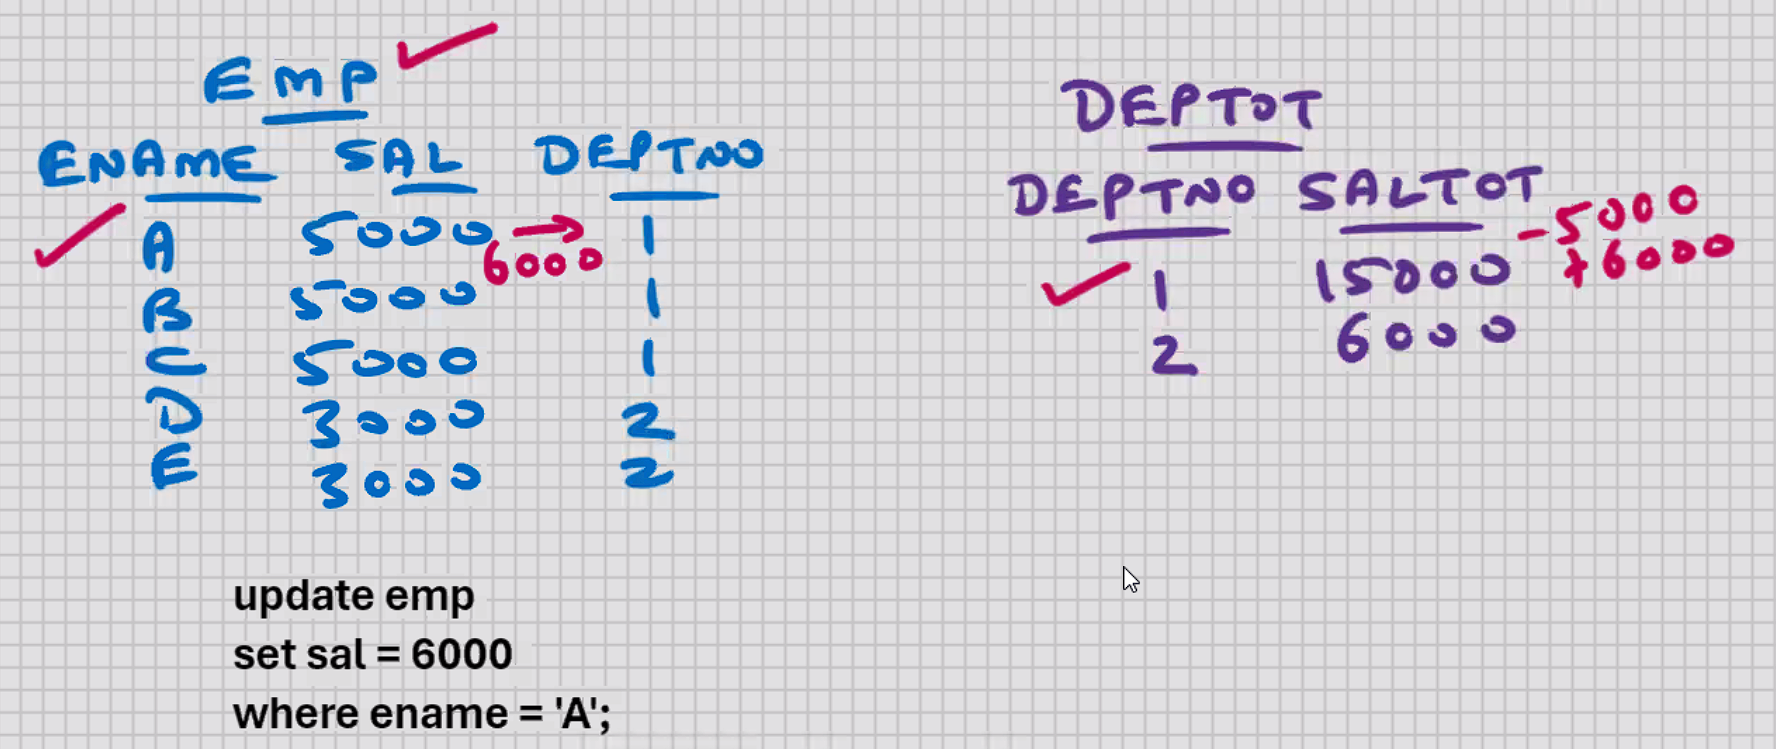 EMP
ENAME SAL DEPTNO
A 5000 → 1
6000
B 5000 1
C 5000 1
D 3000 2
E 3000 2
DEPTOT
DEPTNO SALTOT
-5000
1 15000 +6000
2 6000
update emp
set sal = 6000
where ename = 'A';